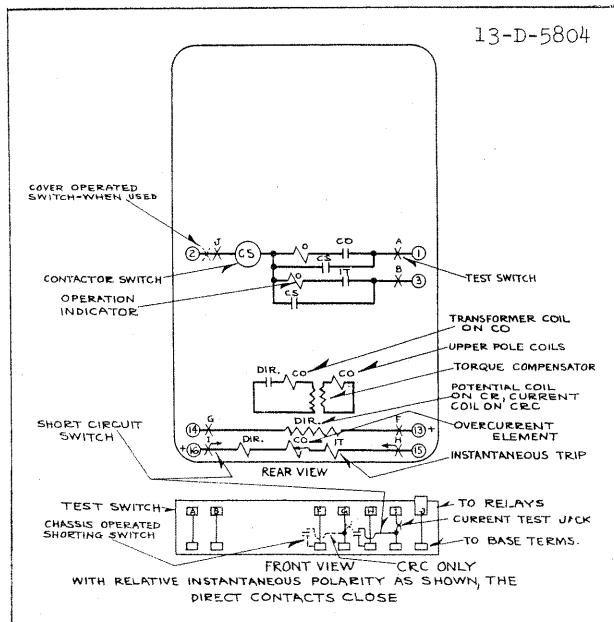 13-D-5804
COVER OPERATED
SWITCH-WHEN USED
J
CO
A
2
CS
O
1
CS
B
CONTACTOR SWITCH
O
IT
3
TEST SWITCH
OPERATION
INDICATOR
CS
TRANSFORMER COIL
ON CO
UPPER POLE COILS
DIR.
CO
CO
TORQUE COMPENSATOR
POTENTIAL COIL
ON CR, CURRENT
COIL ON CRC
SHORT CIRCUIT
SWITCH
G
DIR.
F
14
13
+
OVERCURRENT
ELEMENT
+
16
I
DIR.
CO
IT
H
15
INSTANTANEOUS TRIP
REAR VIEW
TEST SWITCH
A
B
F
G
H
I
J
TO RELAYS
CHASSIS OPERATED
SHORTING SWITCH
CURRENT TEST JACK
TO BASE TERMS.
FRONT VIEW
CRC ONLY
WITH RELATIVE INSTANTANEOUS POLARITY AS SHOWN, THE
DIRECT CONTACTS CLOSE